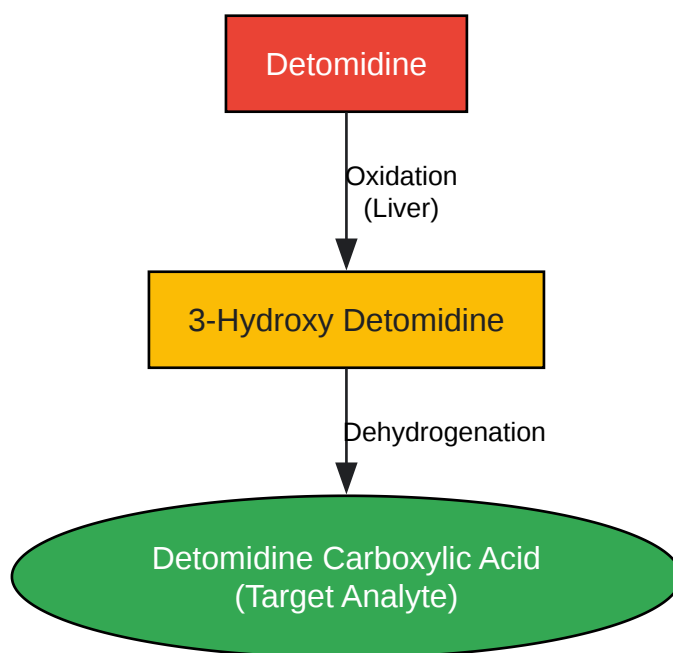 Detomidine
Oxidation
(Liver)
3-Hydroxy Detomidine
Dehydrogenation
Detomidine Carboxylic Acid
(Target Analyte)